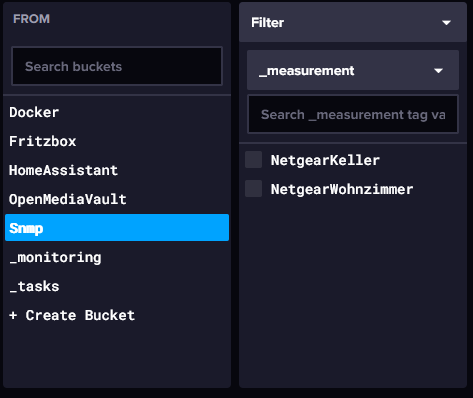 FROM
Search buckets
Docker
Fritzbox
HomeAssistant
OpenMediaVault
Snmp
_monitoring
_tasks
+ Create Bucket
Filter
_measurement
Search _measurement tag va
NetgearKeller
NetgearWohnzimmer